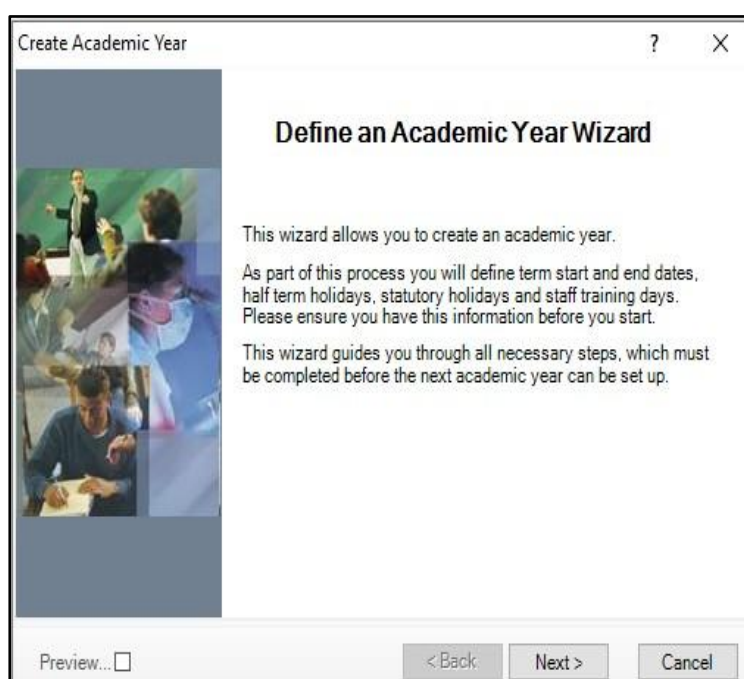 Create Academic Year ? X
Define an Academic Year Wizard
This wizard allows you to create an academic year.
As part of this process you will define term start and end dates,
half term holidays, statutory holidays and staff training days.
Please ensure you have this information before you start.
This wizard guides you through all necessary steps, which must
be completed before the next academic year can be set up.
Preview... < Back Next > Cancel